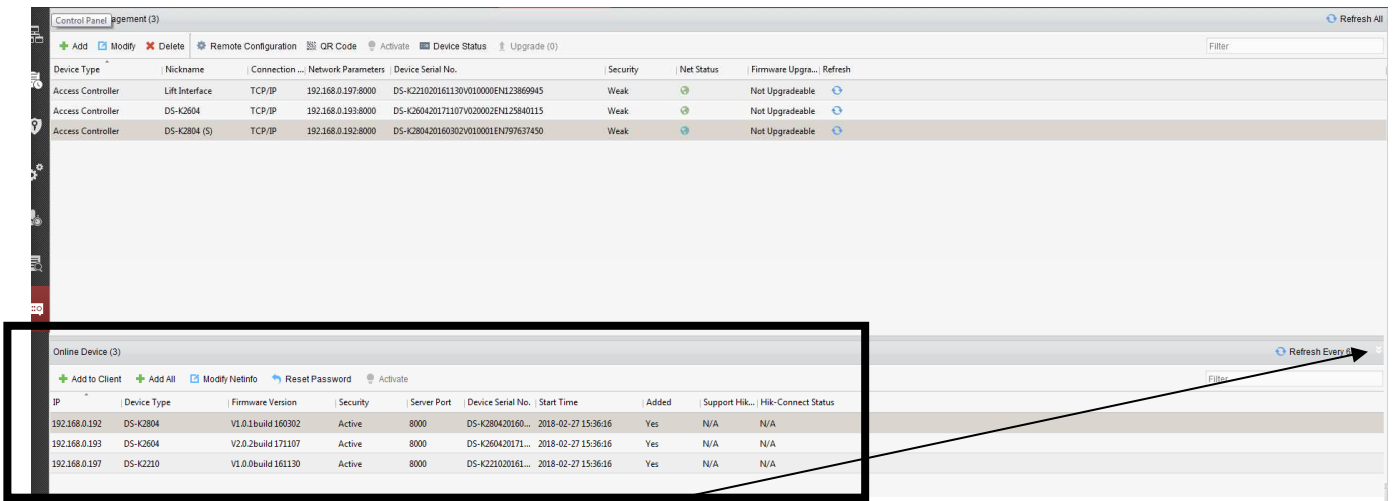 Control Panel agement (3) Refresh All
Add Modify Delete Remote Configuration QR Code Activate Device Status Upgrade (0) Filter
Device Type Nickname Connection ... Network Parameters Device Serial No. Security Net Status Firmware Upgra... Refresh
Access Controller Lift Interface TCP/IP 192.168.0.197:8000 DS-K221020161130V010000EN123869945 Weak Not Upgradeable
Access Controller DS-K2604 TCP/IP 192.168.0.193:8000 DS-K260420171107V020002EN125840115 Weak Not Upgradeable
Access Controller DS-K2804 (S) TCP/IP 192.168.0.192:8000 DS-K280420160302V010001EN797637450 Weak Not Upgradeable
Online Device (3) Refresh Every
Add to Client Add All Modify Netinfo Reset Password Activate Filter
IP Device Type Firmware Version Security Server Port Device Serial No. Start Time Added Support Hik... Hik-Connect Status
192.168.0.192 DS-K2804 V1.0.1build 160302 Active 8000 DS-K280420160... 2018-02-27 15:36:16 Yes N/A N/A
192.168.0.193 DS-K2604 V2.0.2build 171107 Active 8000 DS-K260420171... 2018-02-27 15:36:16 Yes N/A N/A
192.168.0.197 DS-K2210 V1.0.0build 161130 Active 8000 DS-K221020161... 2018-02-27 15:36:16 Yes N/A N/A